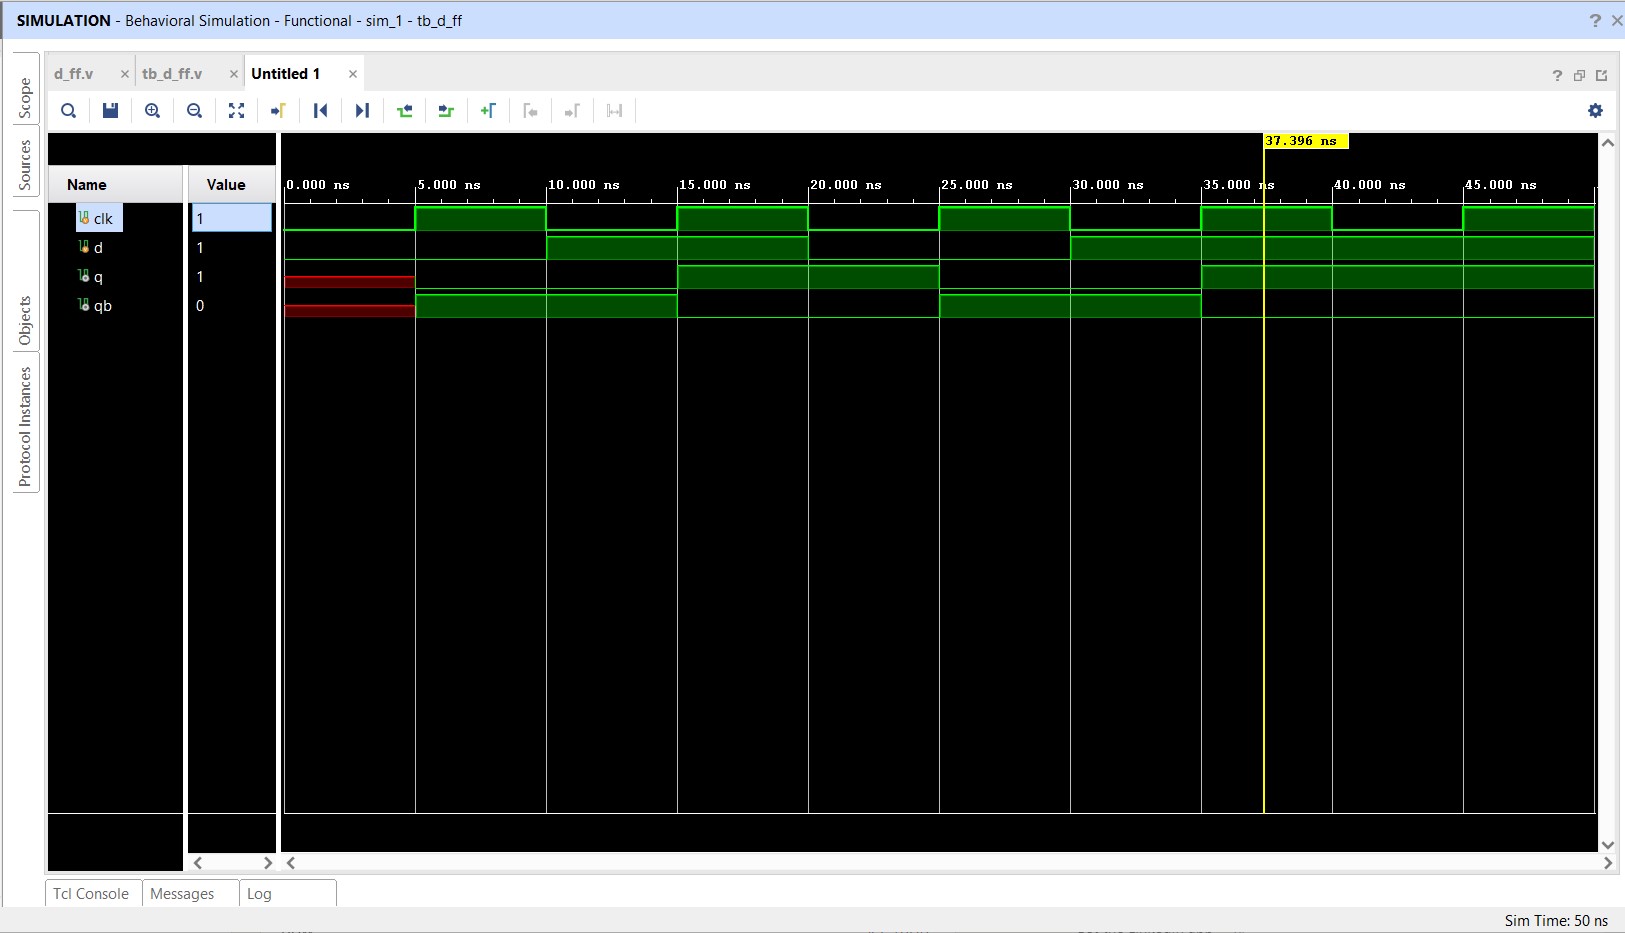 SIMULATION - Behavioral Simulation - Functional - sim_1 - tb_d_ff
? ×
Scope
Sources
Objects
Protocol Instances
d_ff.v ×
tb_d_ff.v ×
Untitled 1 ×
?
37.396 ns
Name
Value
0.000 ns 5.000 ns 10.000 ns 15.000 ns 20.000 ns 25.000 ns 30.000 ns 35.000 ns 40.000 ns 45.000 ns
clk 1
d 1
q 1
qb 0
Tcl Console Messages Log
Sim Time: 50 ns